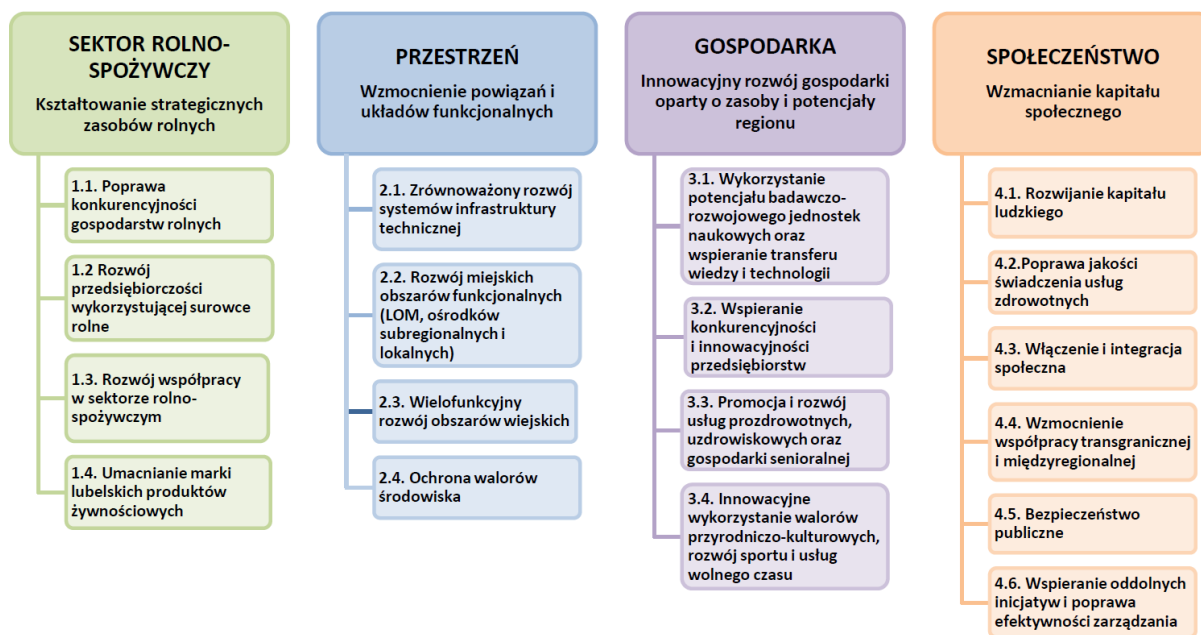 SEKTOR ROLNO-
SPOŻYWCZY
Kształtowanie strategicznych
zasobów rolnych
1.1. Poprawa
konkurencyjności
gospodarstw rolnych
1.2 Rozwój
przedsiębiorczości
wykorzystującej surowce
rolne
1.3. Rozwój współpracy
w sektorze rolno-
spożywczym
1.4. Umacnianie marki
lubelskich produktów
żywnościowych
PRZESTRZEŃ
Wzmocnienie powiązań i
układów funkcjonalnych
2.1. Zrównoważony rozwój
systemów infrastruktury
technicznej
2.2. Rozwój miejskich
obszarów funkcjonalnych
(LOM, ośrodków
subregionalnych i
lokalnych)
2.3. Wielofunkcyjny
rozwój obszarów wiejskich
2.4. Ochrona walorów
środowiska
GOSPODARKA
Innowacyjny rozwój gospodarki
oparty o zasoby i potencjały
regionu
3.1. Wykorzystanie
potencjału badawczo-
rozwojowego jednostek
naukowych oraz
wspieranie transferu
wiedzy i technologii
3.2. Wspieranie
konkurencyjności
i innowacyjności
przedsiębiorstw
3.3. Promocja i rozwój
usług prozdrowotnych,
uzdrowiskowych oraz
gospodarki senioralnej
3.4. Innowacyjne
wykorzystanie walorów
przyrodniczo-kulturowych,
rozwój sportu i usług
wolnego czasu
SPOŁECZEŃSTWO
Wzmacnianie kapitału
społecznego
4.1. Rozwijanie kapitału
ludzkiego
4.2.Poprawa jakości
świadczenia usług
zdrowotnych
4.3. Włączenie i integracja
społeczna
4.4. Wzmocnienie
współpracy transgranicznej
i międzyregionalnej
4.5. Bezpieczeństwo
publiczne
4.6. Wspieranie oddolnych
inicjatyw i poprawa
efektywności zarządzania